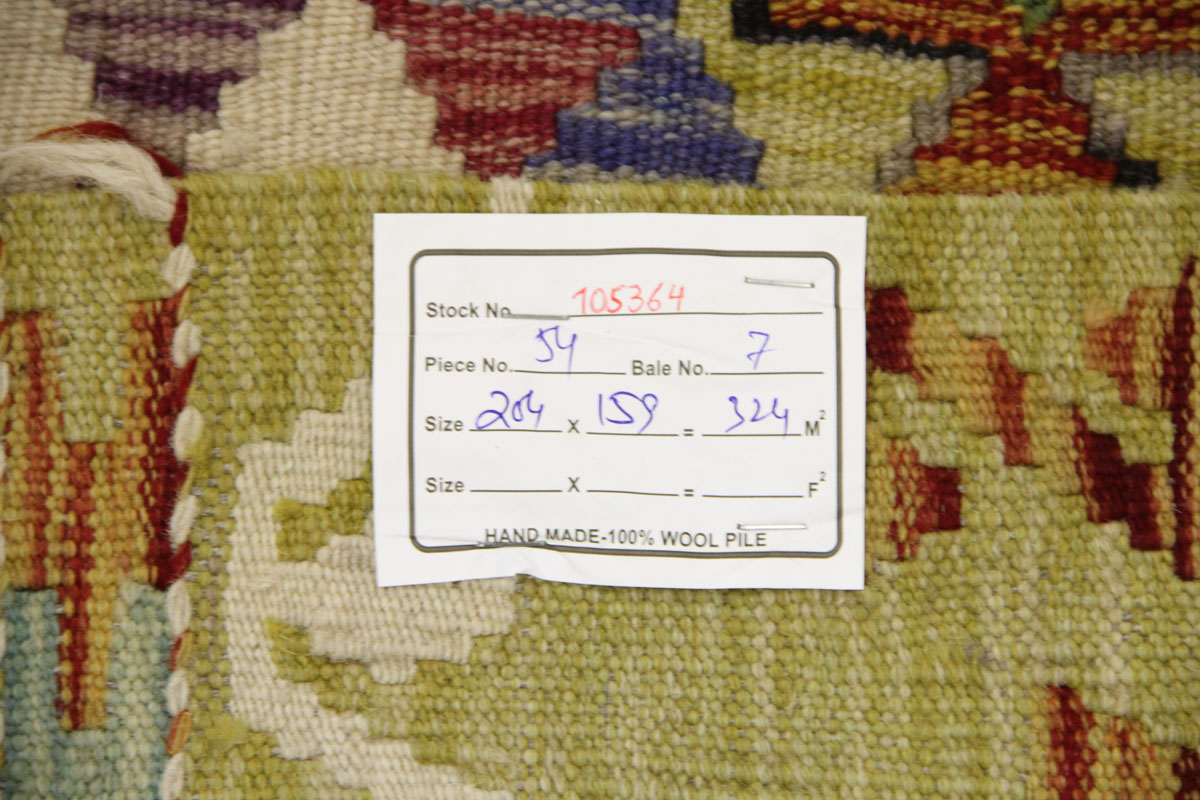 Stock No. 105364
Piece No. 54 Bale No. 7
Size 204 X 159 = 324 M²
Size X = F²
HAND MADE-100% WOOL PILE